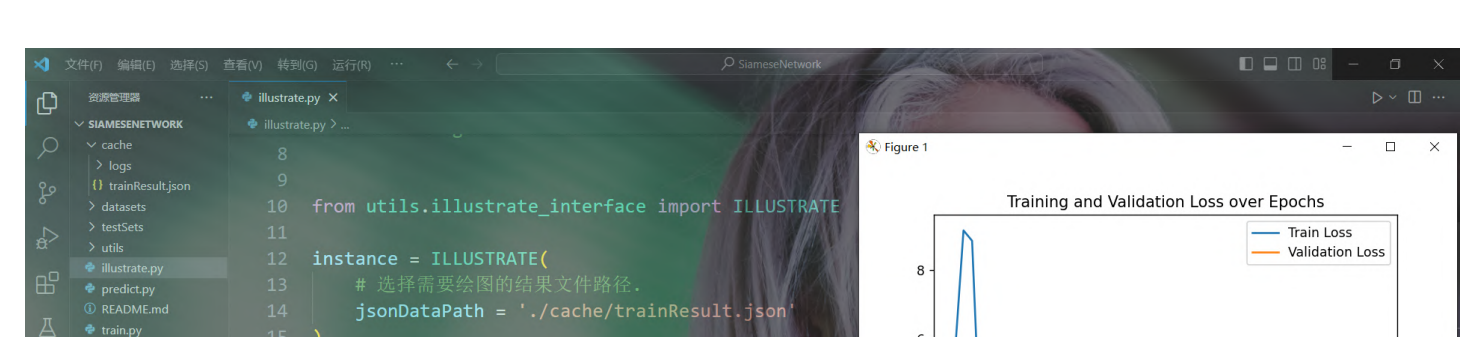 文件(F) 编辑(E) 选择(S) 查看(V) 转到(G) 运行(R) ··· SiameseNetwork
资源管理器 ···
SIAMESENETWORK
cache
logs
{} trainResult.json
datasets
testSets
utils
illustrate.py
predict.py
README.md
train.py
illustrate.py
illustrate.py > ...
8
9
10 from utils.illustrate_interface import ILLUSTRATE
11
12 instance = ILLUSTRATE(
13 # 选择需要绘图的结果文件路径.
14 jsonDataPath = './cache/trainResult.json'
15 )
Figure 1
Training and Validation Loss over Epochs
Train Loss
Validation Loss
8